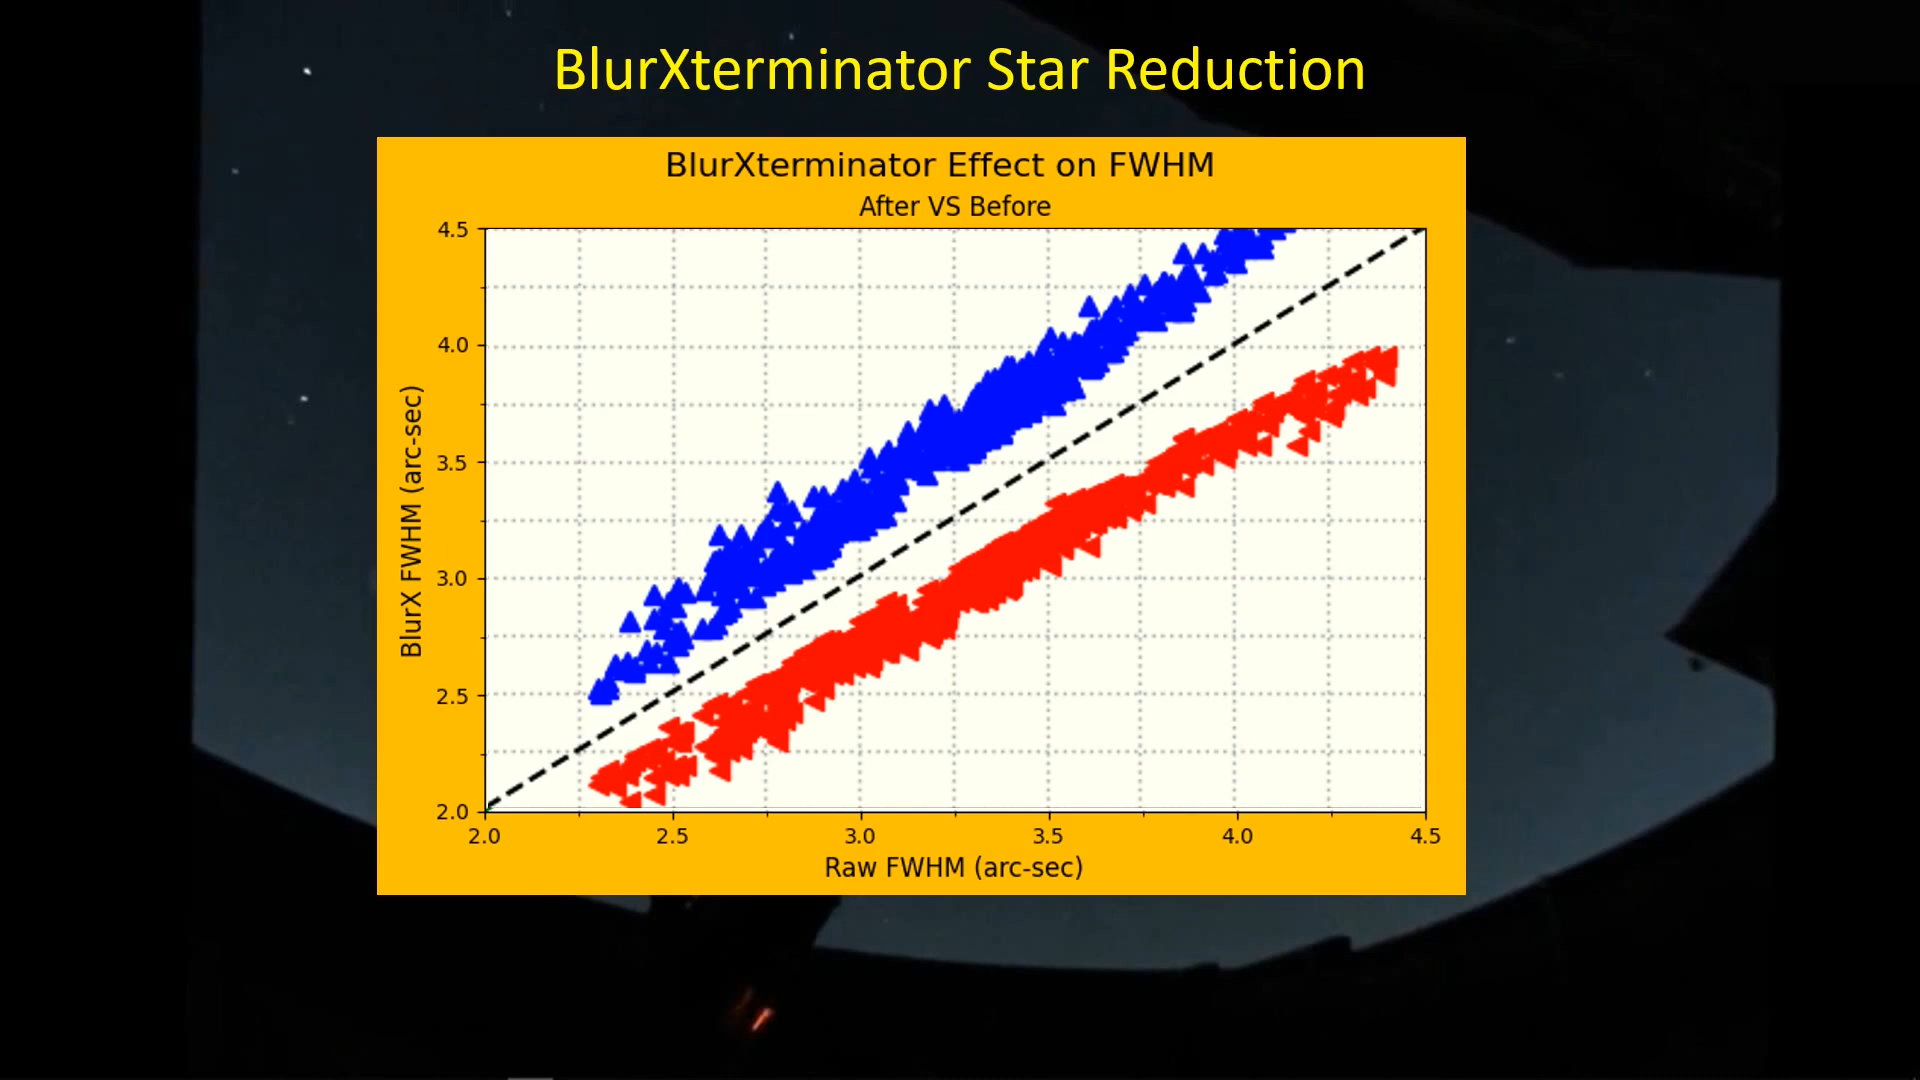 BlurXterminator Star Reduction
BlurXterminator Effect on FWHM
After VS Before
4.5
4.0
3.5
3.0
2.5
2.0
BlurX FWHM (arc-sec)
2.0 2.5 3.0 3.5 4.0 4.5
Raw FWHM (arc-sec)